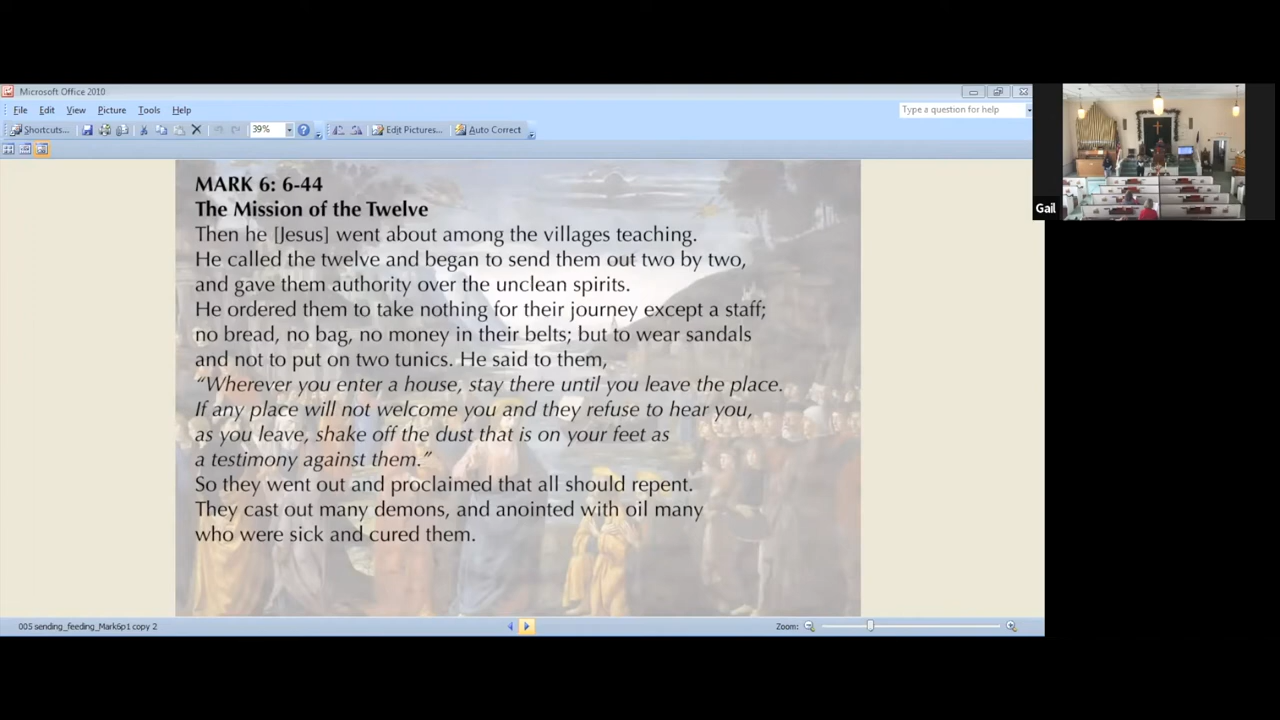 Microsoft Office 2010
File Edit View Picture Tools Help
Type a question for help
Shortcuts... 39% Edit Pictures... Auto Correct
MARK 6: 6-44
The Mission of the Twelve
Then he [Jesus] went about among the villages teaching.
He called the twelve and began to send them out two by two,
and gave them authority over the unclean spirits.
He ordered them to take nothing for their journey except a staff;
no bread, no bag, no money in their belts; but to wear sandals
and not to put on two tunics. He said to them,
“Wherever you enter a house, stay there until you leave the place.
If any place will not welcome you and they refuse to hear you,
as you leave, shake off the dust that is on your feet as
a testimony against them.”
So they went out and proclaimed that all should repent.
They cast out many demons, and anointed with oil many
who were sick and cured them.
005 sending_feeding_Mark6p1 copy 2
Zoom:
Gail